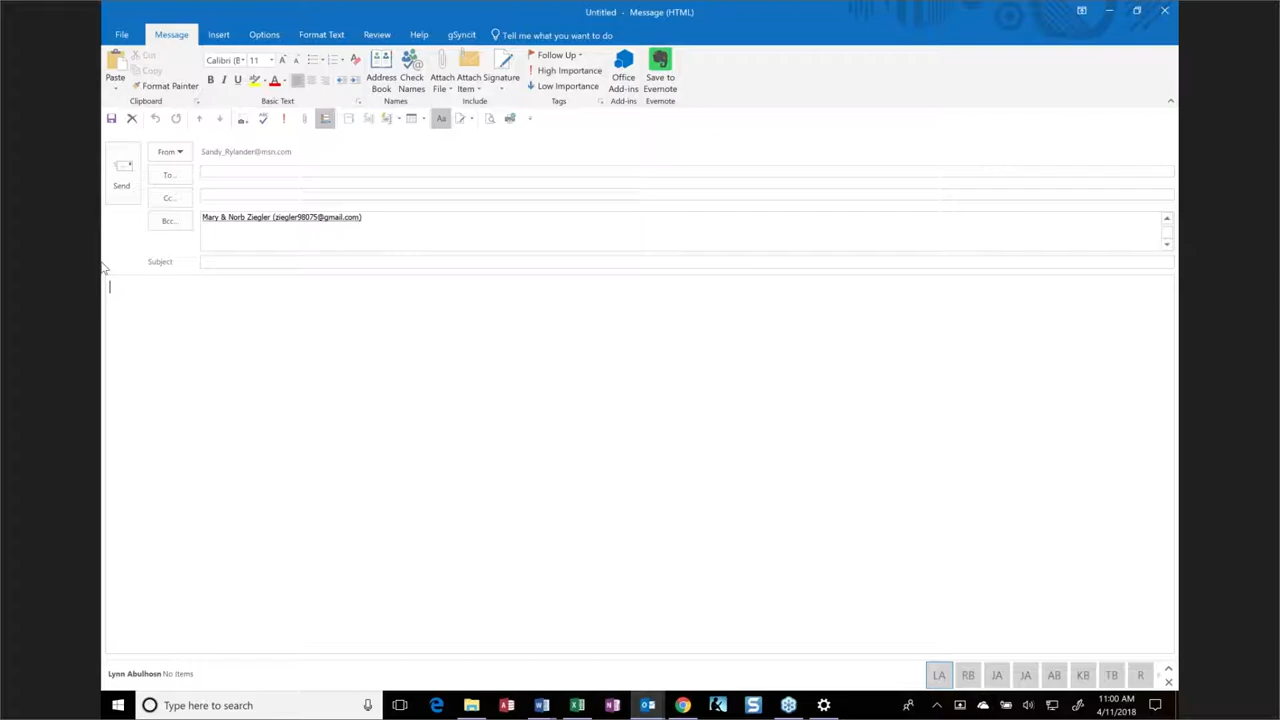 Untitled - Message (HTML)
File Message Insert Options Format Text Review Help gSyncit Tell me what you want to do
Paste Cut Copy Format Painter
Clipboard
Calibri (B 11
B I U A
Basic Text
Address Book Check Names
Names
Attach File Attach Item Signature
Include
Follow Up
High Importance
Low Importance
Tags
Office Add-ins
Add-ins
Save to Evernote
Evernote
Aa
Send
From Sandy_Rylander@msn.com
To...
Cc...
Bcc... Mary & Norb Ziegler (ziegler98075@gmail.com)
Subject
Lynn Abulhosn No Items
LA RB JA JA AB KB TB R
Type here to search
11:00 AM
4/11/2018